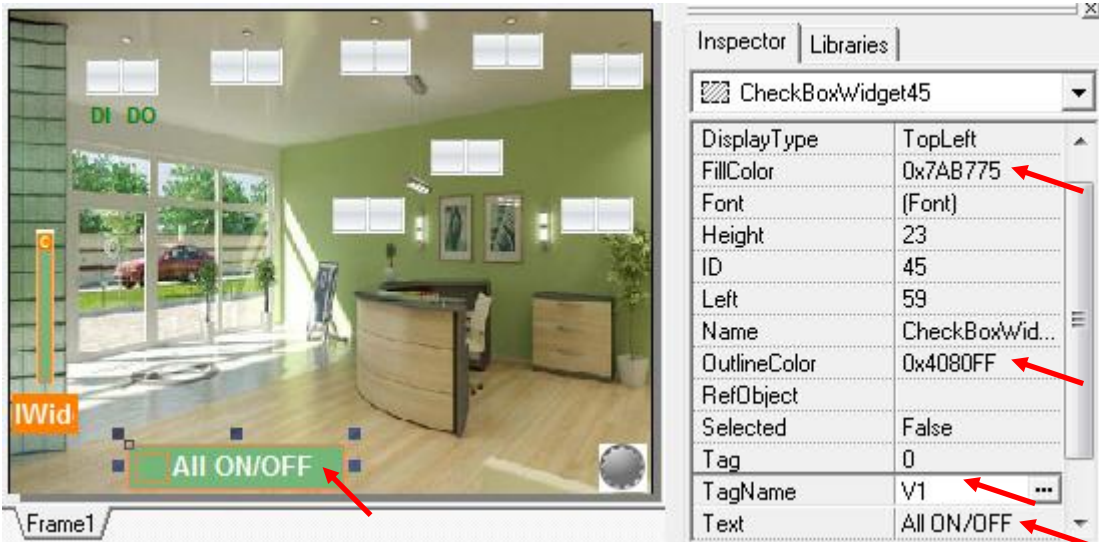 DI DO
lWid
All ON/OFF
Frame1
Inspector Libraries
CheckBoxWidget45
DisplayType TopLeft
FillColor 0x7AB775
Font (Font)
Height 23
ID 45
Left 59
Name CheckBoxWid...
OutlineColor 0x4080FF
RefObject
Selected False
Tag 0
TagName V1 ...
Text All ON/OFF